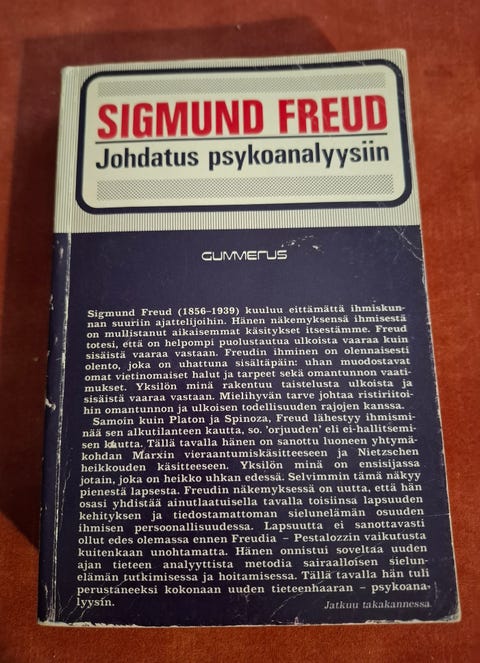 SIGMUND FREUD
Johdatus psykoanalyysiin
GUMMERUS
Sigmund Freud (1856–1939) kuuluu eittämättä ihmiskun-
nan suuriin ajattelijoihin. Hänen näkemyksensä ihmisestä
on mullistanut aikaisemmat käsitykset itsestämme. Freud
totesi, että on helpompi puolustautua ulkoista vaaraa kuin
sisäistä vaaraa vastaan. Freudin ihminen on olennaisesti
olento, joka on uhattuna sisältäpäin: uhan muodostavat
omat vietinomaiset halut ja tarpeet sekä omantunnon vaati-
mukset. Yksilön minä rakentuu taistelusta ulkoista ja
sisäistä vaaraa vastaan. Mielihyvän tarve johtaa ristiriitoi-
hin omantunnon ja ulkoisen todellisuuden rajojen kanssa.
Samoin kuin Platon ja Spinoza, Freud lähestyy ihmismi-
nää sen alkutilanteen kautta, so. 'orjuuden' eli ei-hallitsemi-
sen kautta. Tällä tavalla hänen on sanottu luoneen yhtymä-
kohdan Marxin vieraantumiskäsitteeseen ja Nietzschen
heikkouden käsitteeseen. Yksilön minä on ensisijassa
jotain, joka on heikko uhkan edessä. Selvimmin tämä näkyy
pienestä lapsesta. Freudin näkemyksessä on uutta, että hän
osasi yhdistää ainutlaatuisella tavalla toisiinsa lapsuuden
kehityksen ja tiedostamattoman sielunelämän osuuden
ihmisen persoonallisuudessa. Lapsuutta ei sanottavasti
ollut edes olemassa ennen Freudia – Pestalozzin vaikutusta
kuitenkaan unohtamatta. Hänen onnistui soveltaa uuden
ajan tieteen analyyttista metodia sairaalloisen sielun-
elämän tutkimisessa ja hoitamisessa. Tällä tavalla hän tuli
perustaneeksi kokonaan uuden tieteenhaaran – psykoana-
lyysin.
Jatkuu takakannessa